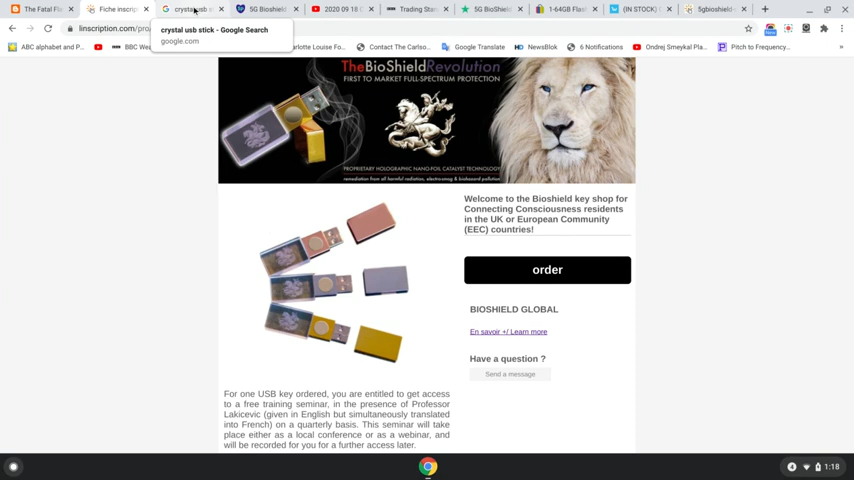 The Fatal Fla
Fiche inscrip
crystal usb s
5G Bioshield
2020 09 18 C
Trading Stan
5G BioShield
1-64GB Flas
(IN STOCK) C
5gbioshield-
linscription.com/pro
crystal usb stick - Google Search
google.com
ABC alphabet and P...
BBC Wea
harlotte Louise Fo...
Contact The Carlso...
Google Translate
NewsBlok
6 Notifications
Ondrej Smeykal Pla...
Pitch to Frequency...
»
New
TheBioShieldRevolution
FIRST TO MARKET FULL-SPECTRUM PROTECTION
PROPRIETARY HOLOGRAPHIC NANO-FOIL CATALYST TECHNOLOGY
remediation from all harmful radiation, electro-smog & biohazard pollution
Welcome to the Bioshield key shop for
Connecting Consciousness residents
in the UK or European Community
(EEC) countries!
order
BIOSHIELD GLOBAL
En savoir +/ Learn more
Have a question ?
Send a message
For one USB key ordered, you are entitled to get access
to a free training seminar, in the presence of Professor
Lakicevic (given in English but simultaneously translated
into French) on a quarterly basis. This seminar will take
place either as a local conference or as a webinar, and
will be recorded for you for a further access later.
4
1:18